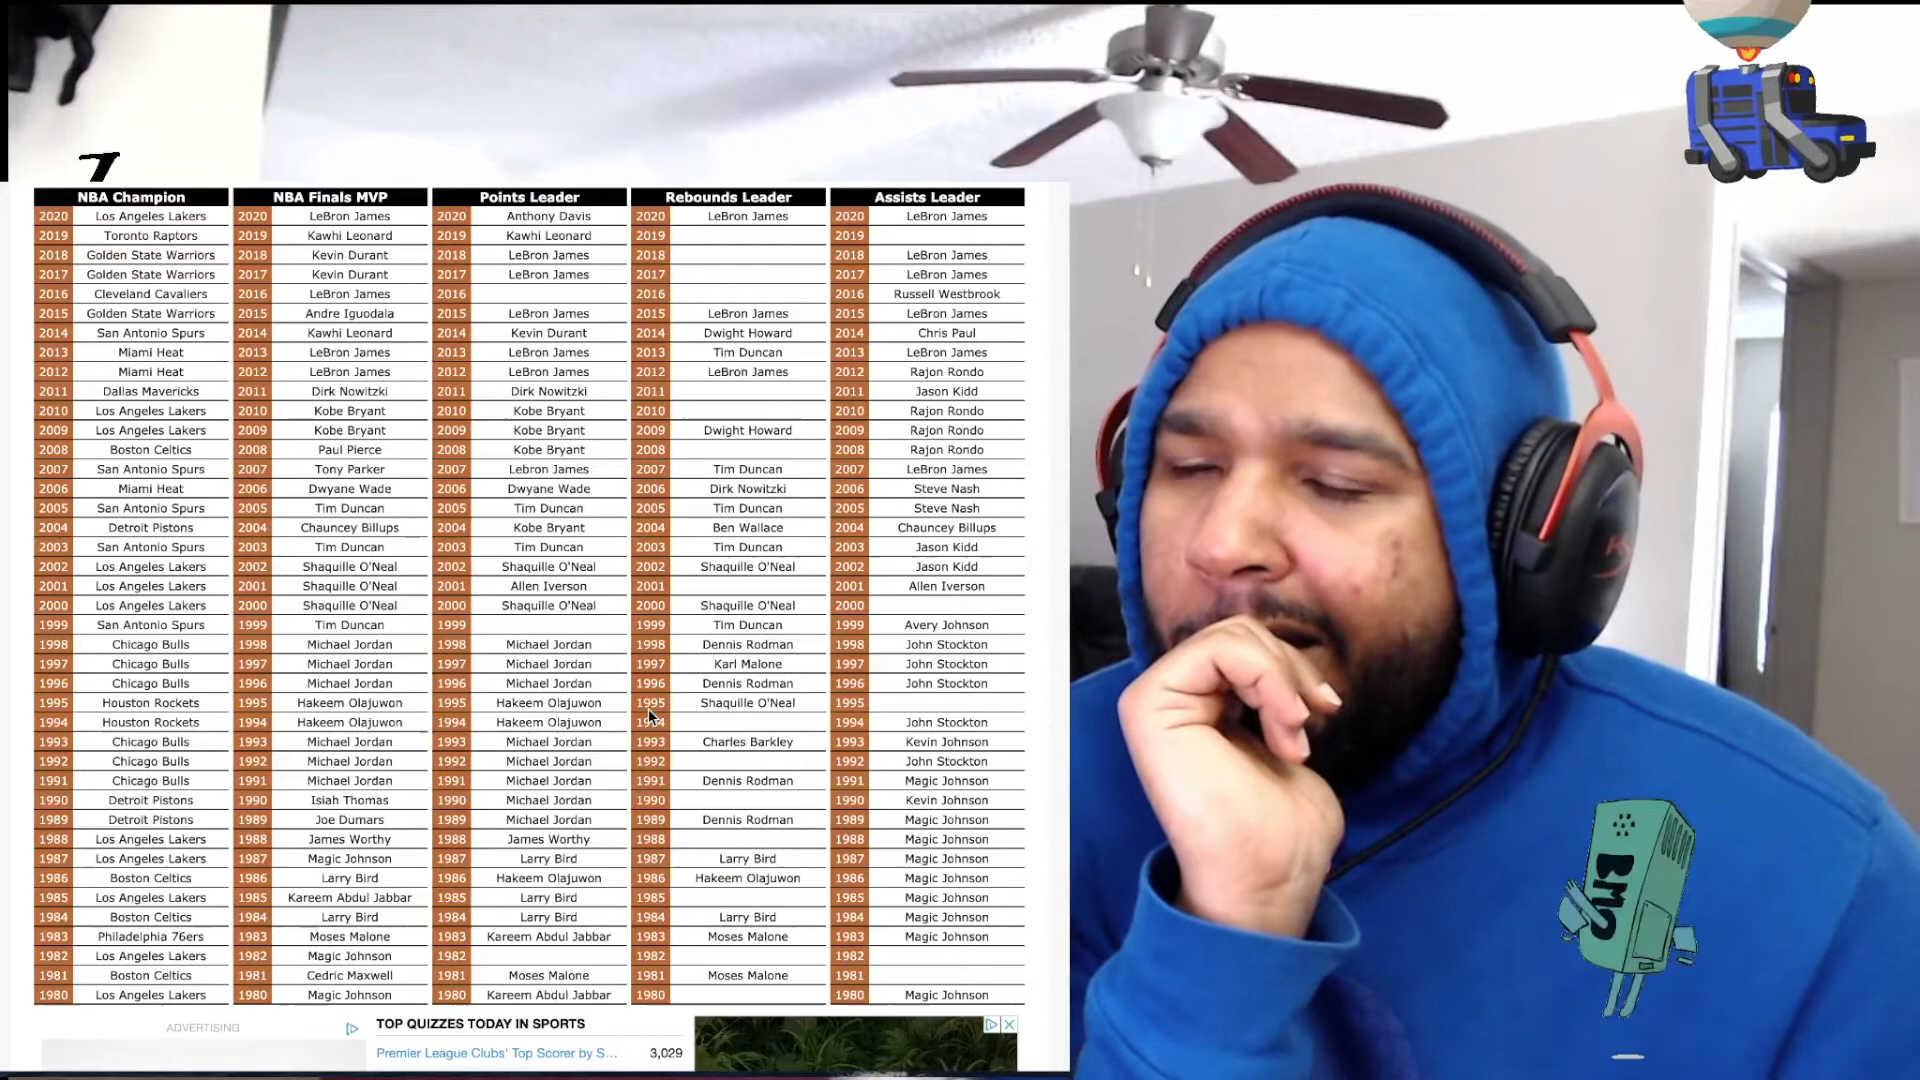 7
NBA Champion NBA Finals MVP Points Leader Rebounds Leader Assists Leader
2020 Los Angeles Lakers 2020 LeBron James 2020 Anthony Davis 2020 LeBron James 2020 LeBron James
2019 Toronto Raptors 2019 Kawhi Leonard 2019 Kawhi Leonard 2019 2019
2018 Golden State Warriors 2018 Kevin Durant 2018 LeBron James 2018 2018 LeBron James
2017 Golden State Warriors 2017 Kevin Durant 2017 LeBron James 2017 2017 LeBron James
2016 Cleveland Cavaliers 2016 LeBron James 2016 2016 2016 Russell Westbrook
2015 Golden State Warriors 2015 Andre Iguodala 2015 LeBron James 2015 LeBron James 2015 LeBron James
2014 San Antonio Spurs 2014 Kawhi Leonard 2014 Kevin Durant 2014 Dwight Howard 2014 Chris Paul
2013 Miami Heat 2013 LeBron James 2013 LeBron James 2013 Tim Duncan 2013 LeBron James
2012 Miami Heat 2012 LeBron James 2012 LeBron James 2012 LeBron James 2012 Rajon Rondo
2011 Dallas Mavericks 2011 Dirk Nowitzki 2011 Dirk Nowitzki 2011 2011 Jason Kidd
2010 Los Angeles Lakers 2010 Kobe Bryant 2010 Kobe Bryant 2010 2010 Rajon Rondo
2009 Los Angeles Lakers 2009 Kobe Bryant 2009 Kobe Bryant 2009 Dwight Howard 2009 Rajon Rondo
2008 Boston Celtics 2008 Paul Pierce 2008 Kobe Bryant 2008 2008 Rajon Rondo
2007 San Antonio Spurs 2007 Tony Parker 2007 Lebron James 2007 Tim Duncan 2007 LeBron James
2006 Miami Heat 2006 Dwyane Wade 2006 Dwyane Wade 2006 Dirk Nowitzki 2006 Steve Nash
2005 San Antonio Spurs 2005 Tim Duncan 2005 Tim Duncan 2005 Tim Duncan 2005 Steve Nash
2004 Detroit Pistons 2004 Chauncey Billups 2004 Kobe Bryant 2004 Ben Wallace 2004 Chauncey Billups
2003 San Antonio Spurs 2003 Tim Duncan 2003 Tim Duncan 2003 Tim Duncan 2003 Jason Kidd
2002 Los Angeles Lakers 2002 Shaquille O'Neal 2002 Shaquille O'Neal 2002 Shaquille O'Neal 2002 Jason Kidd
2001 Los Angeles Lakers 2001 Shaquille O'Neal 2001 Allen Iverson 2001 2001 Allen Iverson
2000 Los Angeles Lakers 2000 Shaquille O'Neal 2000 Shaquille O'Neal 2000 Shaquille O'Neal 2000
1999 San Antonio Spurs 1999 Tim Duncan 1999 1999 Tim Duncan 1999 Avery Johnson
1998 Chicago Bulls 1998 Michael Jordan 1998 Michael Jordan 1998 Dennis Rodman 1998 John Stockton
1997 Chicago Bulls 1997 Michael Jordan 1997 Michael Jordan 1997 Karl Malone 1997 John Stockton
1996 Chicago Bulls 1996 Michael Jordan 1996 Michael Jordan 1996 Dennis Rodman 1996 John Stockton
1995 Houston Rockets 1995 Hakeem Olajuwon 1995 Hakeem Olajuwon 1995 Shaquille O'Neal 1995
1994 Houston Rockets 1994 Hakeem Olajuwon 1994 Hakeem Olajuwon 1994 1994 John Stockton
1993 Chicago Bulls 1993 Michael Jordan 1993 Michael Jordan 1993 Charles Barkley 1993 Kevin Johnson
1992 Chicago Bulls 1992 Michael Jordan 1992 Michael Jordan 1992 1992 John Stockton
1991 Chicago Bulls 1991 Michael Jordan 1991 Michael Jordan 1991 Dennis Rodman 1991 Magic Johnson
1990 Detroit Pistons 1990 Isiah Thomas 1990 Michael Jordan 1990 1990 Kevin Johnson
1989 Detroit Pistons 1989 Joe Dumars 1989 Michael Jordan 1989 Dennis Rodman 1989 Magic Johnson
1988 Los Angeles Lakers 1988 James Worthy 1988 James Worthy 1988 1988 Magic Johnson
1987 Los Angeles Lakers 1987 Magic Johnson 1987 Larry Bird 1987 Larry Bird 1987 Magic Johnson
1986 Boston Celtics 1986 Larry Bird 1986 Hakeem Olajuwon 1986 Hakeem Olajuwon 1986 Magic Johnson
1985 Los Angeles Lakers 1985 Kareem Abdul Jabbar 1985 Larry Bird 1985 1985 Magic Johnson
1984 Boston Celtics 1984 Larry Bird 1984 Larry Bird 1984 Larry Bird 1984 Magic Johnson
1983 Philadelphia 76ers 1983 Moses Malone 1983 Kareem Abdul Jabbar 1983 Moses Malone 1983 Magic Johnson
1982 Los Angeles Lakers 1982 Magic Johnson 1982 1982 1982
1981 Boston Celtics 1981 Cedric Maxwell 1981 Moses Malone 1981 Moses Malone 1981
1980 Los Angeles Lakers 1980 Magic Johnson 1980 Kareem Abdul Jabbar 1980 1980 Magic Johnson
ADVERTISING
TOP QUIZZES TODAY IN SPORTS
Premier League Clubs' Top Scorer by S... 3,029
BMO